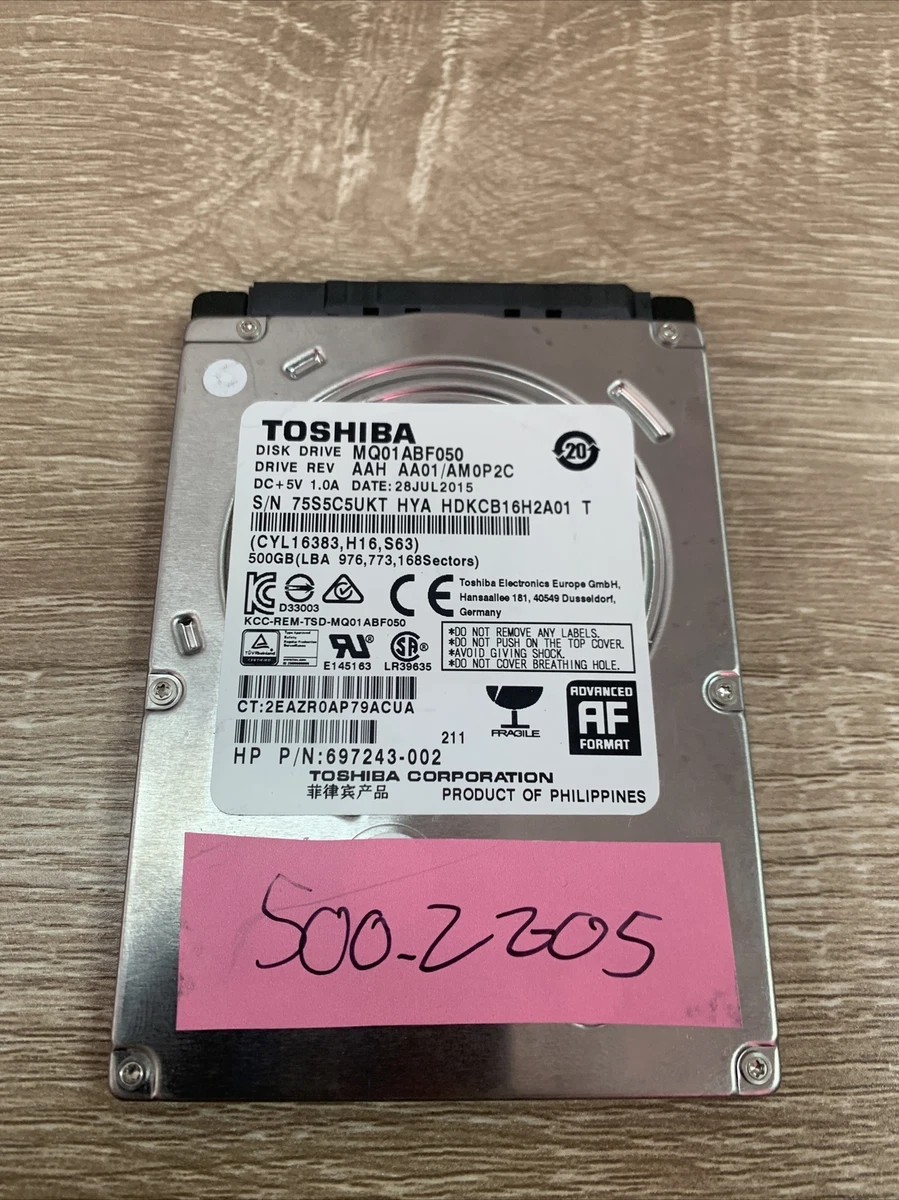 TOSHIBA
DISK DRIVE MQ01ABF050
DRIVE REV AAH AA01/AM0P2C
DC+5V 1.0A DATE:28JUL2015
20
S/N 75S5C5UKT HYA HDKCB16H2A01 T
(CYL16383,H16,S63)
500GB(LBA 976,773,168Sectors)
D33003
CE
Toshiba Electronics Europe GmbH,
Hansaallee 181, 40549 Dusseldorf,
Germany
KCC-REM-TSD-MQ01ABF050
TÜVRheinland
E145163
LR39635
*DO NOT REMOVE ANY LABELS.
*DO NOT PUSH ON THE TOP COVER.
*AVOID GIVING SHOCK.
*DO NOT COVER BREATHING HOLE.
CT:2EAZR0AP79ACUA
FRAGILE
ADVANCED
AF
FORMAT
211
HP P/N:697243-002
TOSHIBA CORPORATION
菲律宾产品
PRODUCT OF PHILIPPINES
500-2205